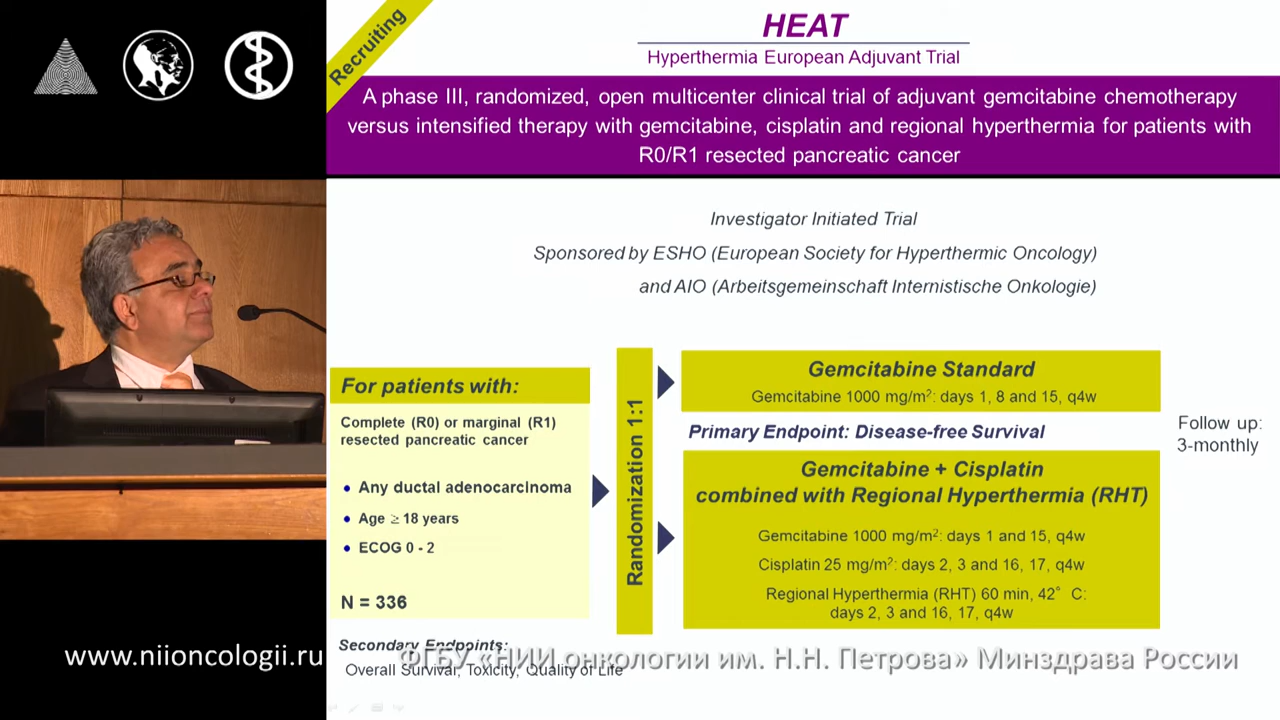 Recruiting
HEAT
Hyperthermia European Adjuvant Trial
A phase III, randomized, open multicenter clinical trial of adjuvant gemcitabine chemotherapy
versus intensified therapy with gemcitabine, cisplatin and regional hyperthermia for patients with
R0/R1 resected pancreatic cancer
Investigator Initiated Trial
Sponsored by ESHO (European Society for Hyperthermic Oncology)
and AIO (Arbeitsgemeinschaft Internistische Onkologie)
For patients with:
Complete (R0) or marginal (R1)
resected pancreatic cancer
• Any ductal adenocarcinoma
• Age ≥ 18 years
• ECOG 0 - 2
N = 336
Randomization 1:1
Gemcitabine Standard
Gemcitabine 1000 mg/m²: days 1, 8 and 15, q4w
Primary Endpoint: Disease-free Survival
Gemcitabine + Cisplatin
combined with Regional Hyperthermia (RHT)
Gemcitabine 1000 mg/m²: days 1 and 15, q4w
Cisplatin 25 mg/m²: days 2, 3 and 16, 17, q4w
Regional Hyperthermia (RHT) 60 min, 42° C:
days 2, 3 and 16, 17, q4w
Follow up:
3-monthly
Secondary Endpoints:
Overall Survival, Toxicity, Quality of Life
www.niioncologii.ru
ФГБУ «НИИ онкологии им. Н.Н. Петрова» Минздрава России